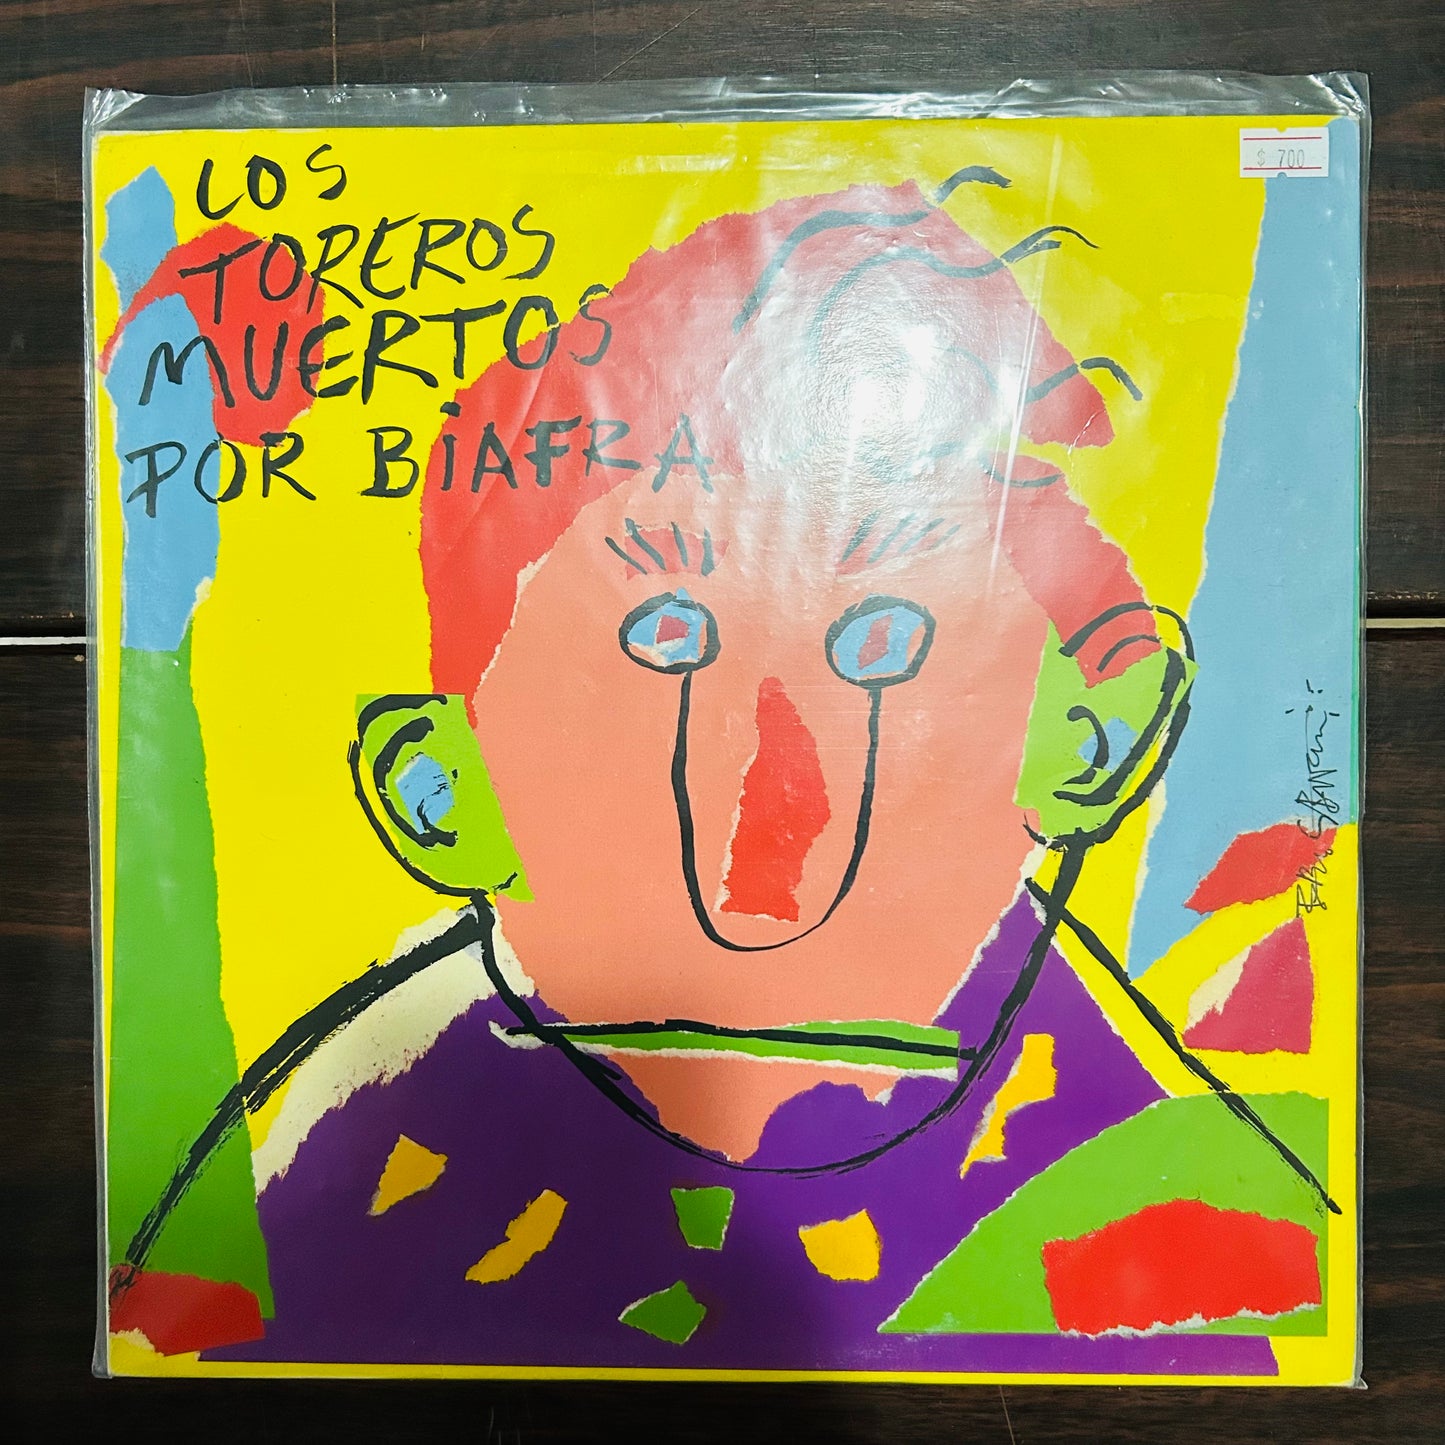 LOS
TOREROS
MUERTOS
POR BiAFRA
$ 700